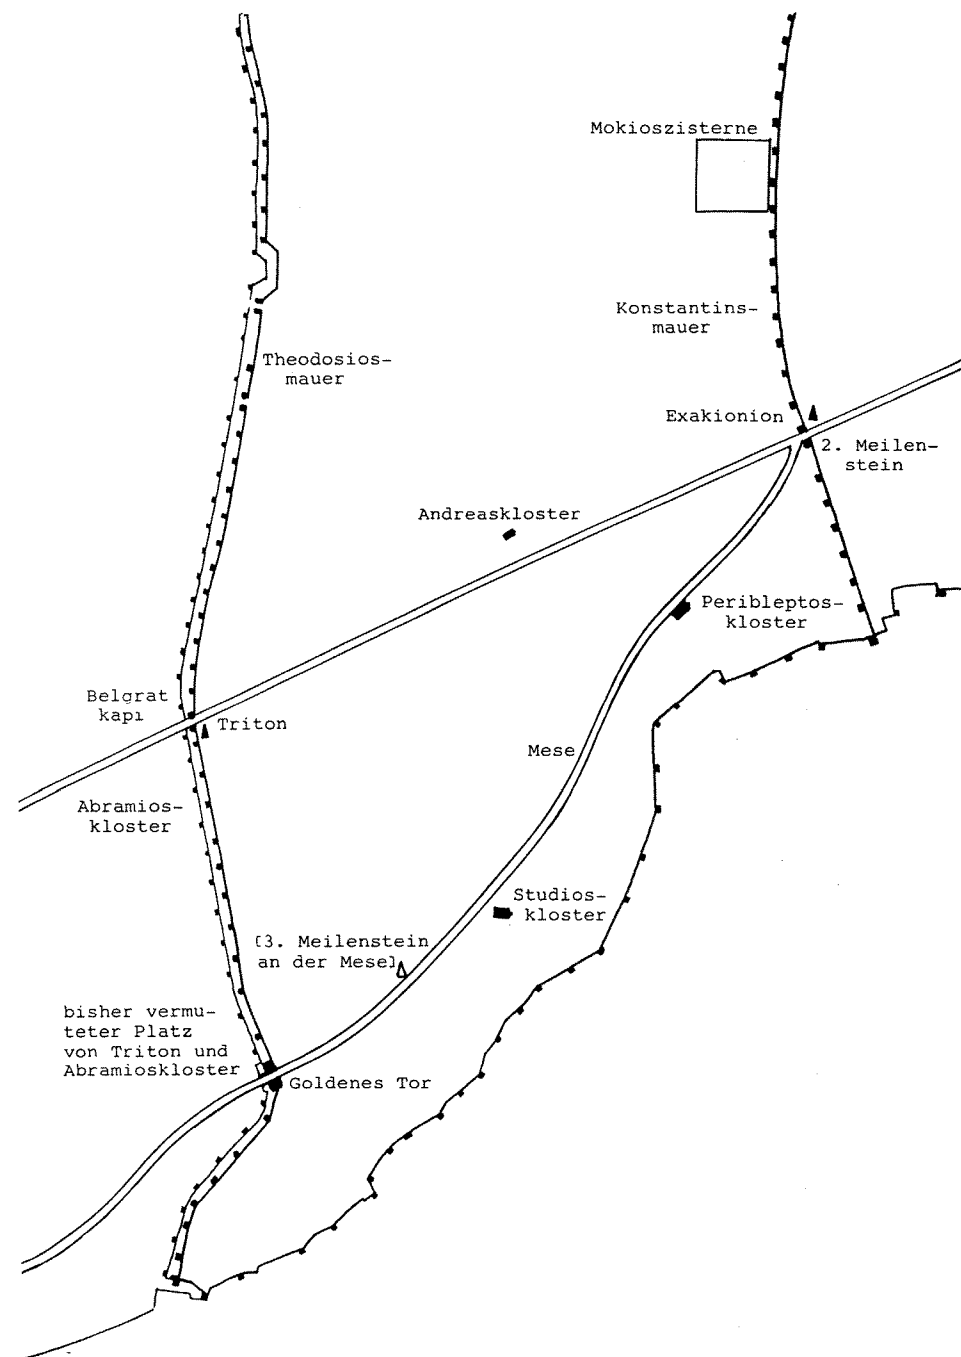 Mokioszisterne
Konstantins-
mauer
Theodosios-
mauer
Exakionion
2. Meilen-
stein
Andreaskloster
Peribleptos-
kloster
Belgrat
kapı
Triton
Mese
Abramios-
kloster
Studios-
kloster
[3. Meilenstein
an der Mese]
bisher vermu-
teter Platz
von Triton und
Abramioskloster
Goldenes Tor